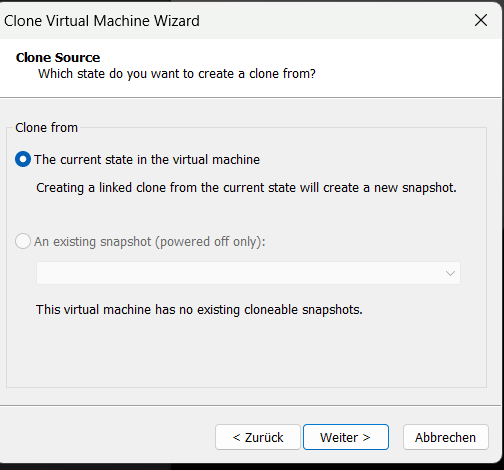 Clone Virtual Machine Wizard
Clone Source
Which state do you want to create a clone from?
Clone from
The current state in the virtual machine
Creating a linked clone from the current state will create a new snapshot.
An existing snapshot (powered off only):
This virtual machine has no existing cloneable snapshots.
< Zurück Weiter > Abbrechen